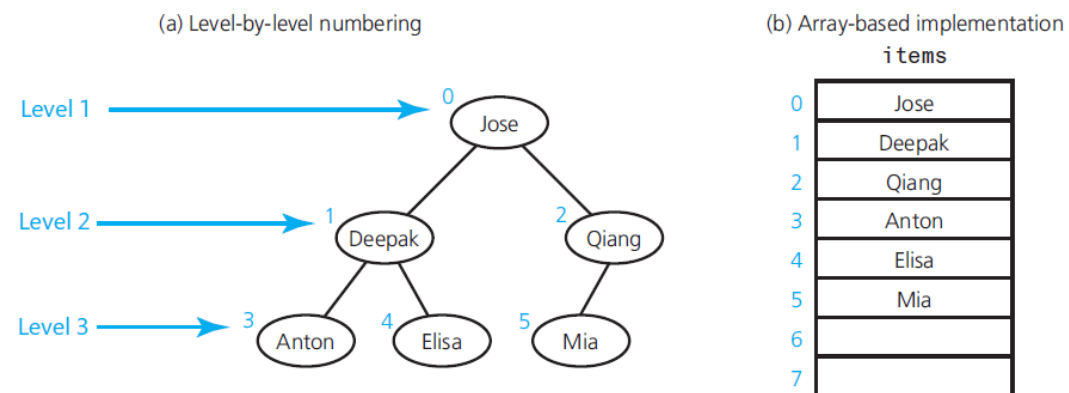 (a) Level-by-level numbering
Level 1
0
Jose
Level 2
1
Deepak
2
Qiang
Level 3
3
Anton
4
Elisa
5
Mia
(b) Array-based implementation
items
0 Jose
1 Deepak
2 Qiang
3 Anton
4 Elisa
5 Mia
6
7